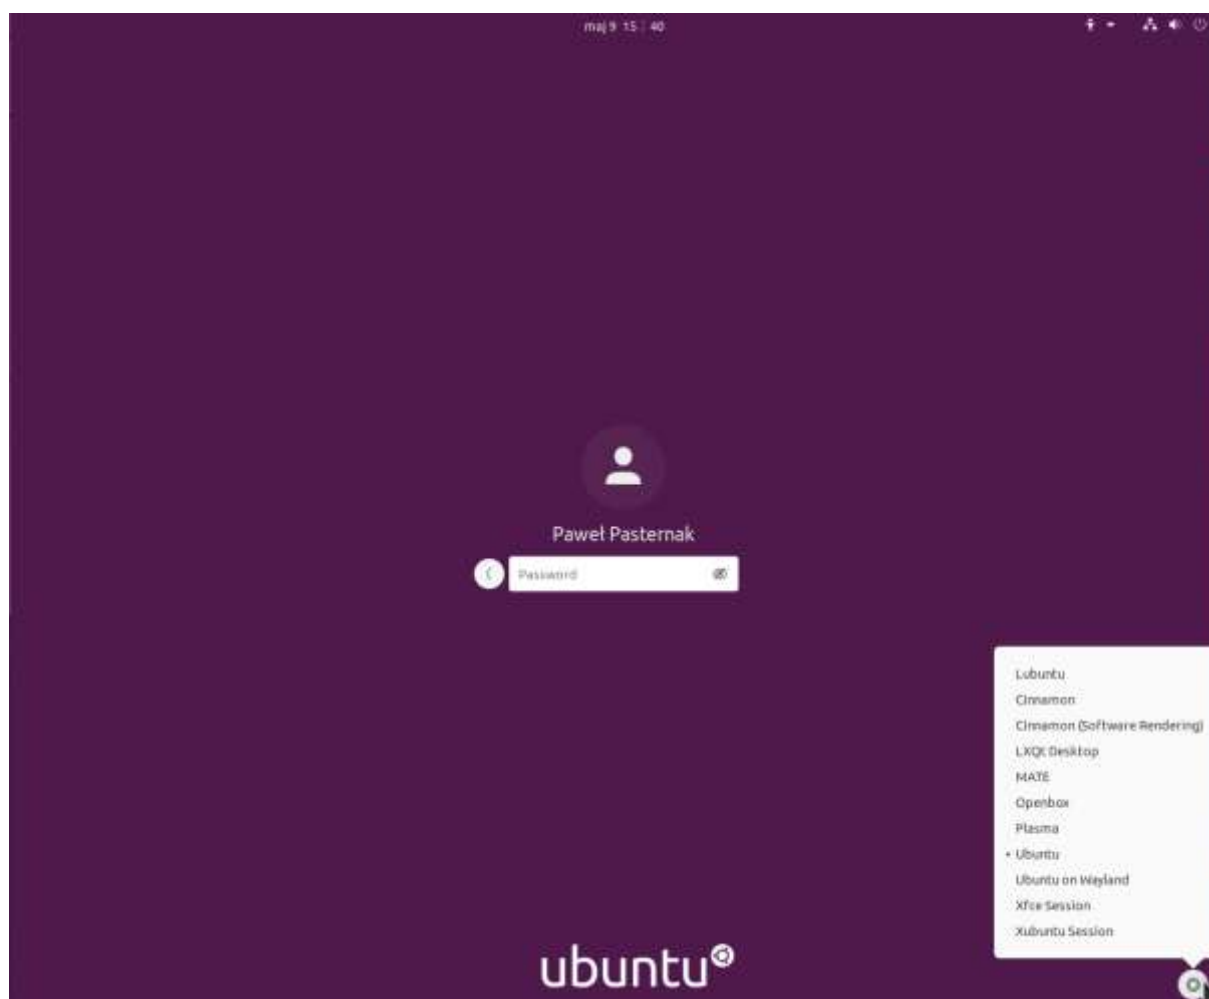 maj 9 15:40
Paweł Pasternak
Password
Lubuntu
Cinnamon
Cinnamon (Software Rendering)
LXQt Desktop
MATE
Openbox
Plasma
Ubuntu
Ubuntu on Wayland
Xfce Session
Xubuntu Session
ubuntu